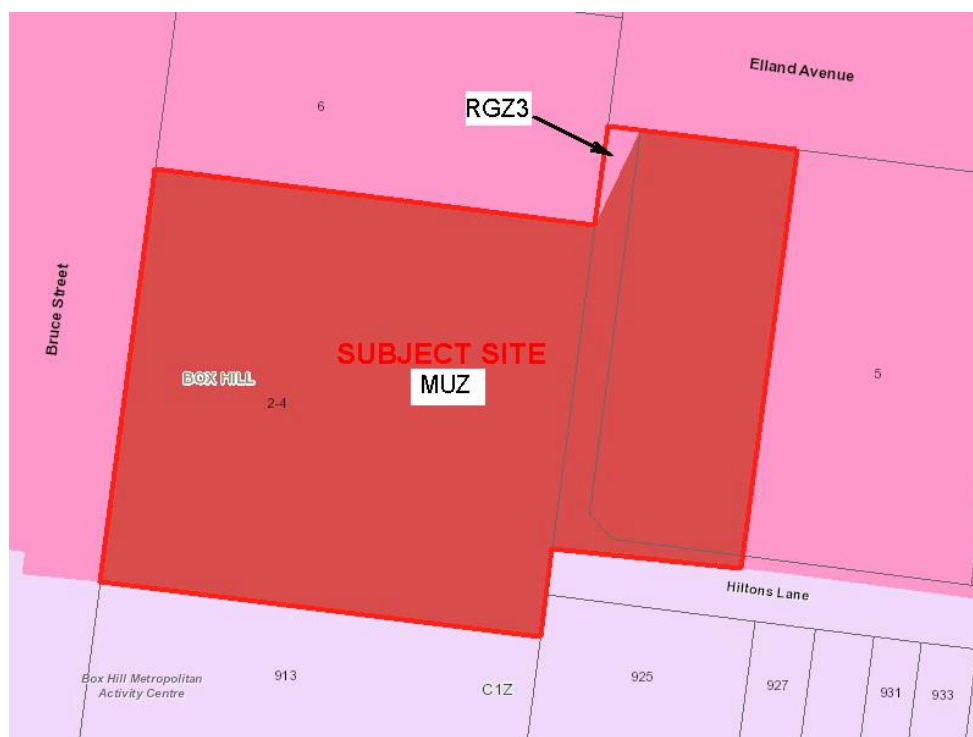 Elland Avenue
6
RGZ3
Bruce Street
SUBJECT SITE
BOX HILL
MUZ
2-4
5
Hiltons Lane
Box Hill Metropolitan
Activity Centre
913
C1Z
925
927
931
933